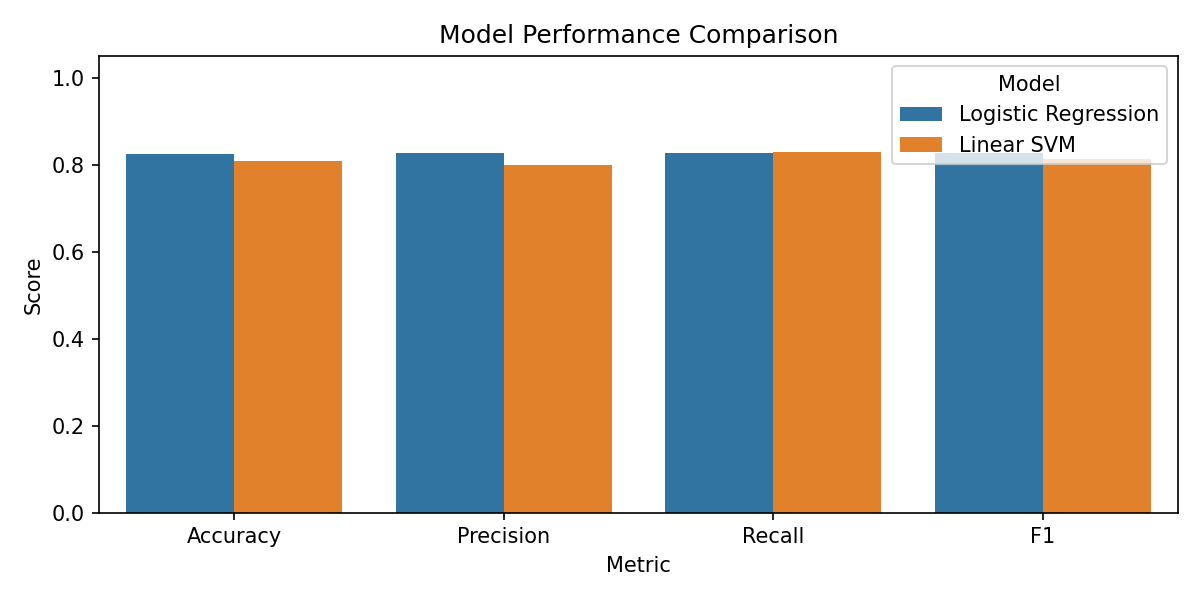 Model Performance Comparison
1.0
0.8
0.6
0.4
0.2
0.0
Score
Model
Logistic Regression
Linear SVM
Accuracy
Precision
Recall
F1
Metric